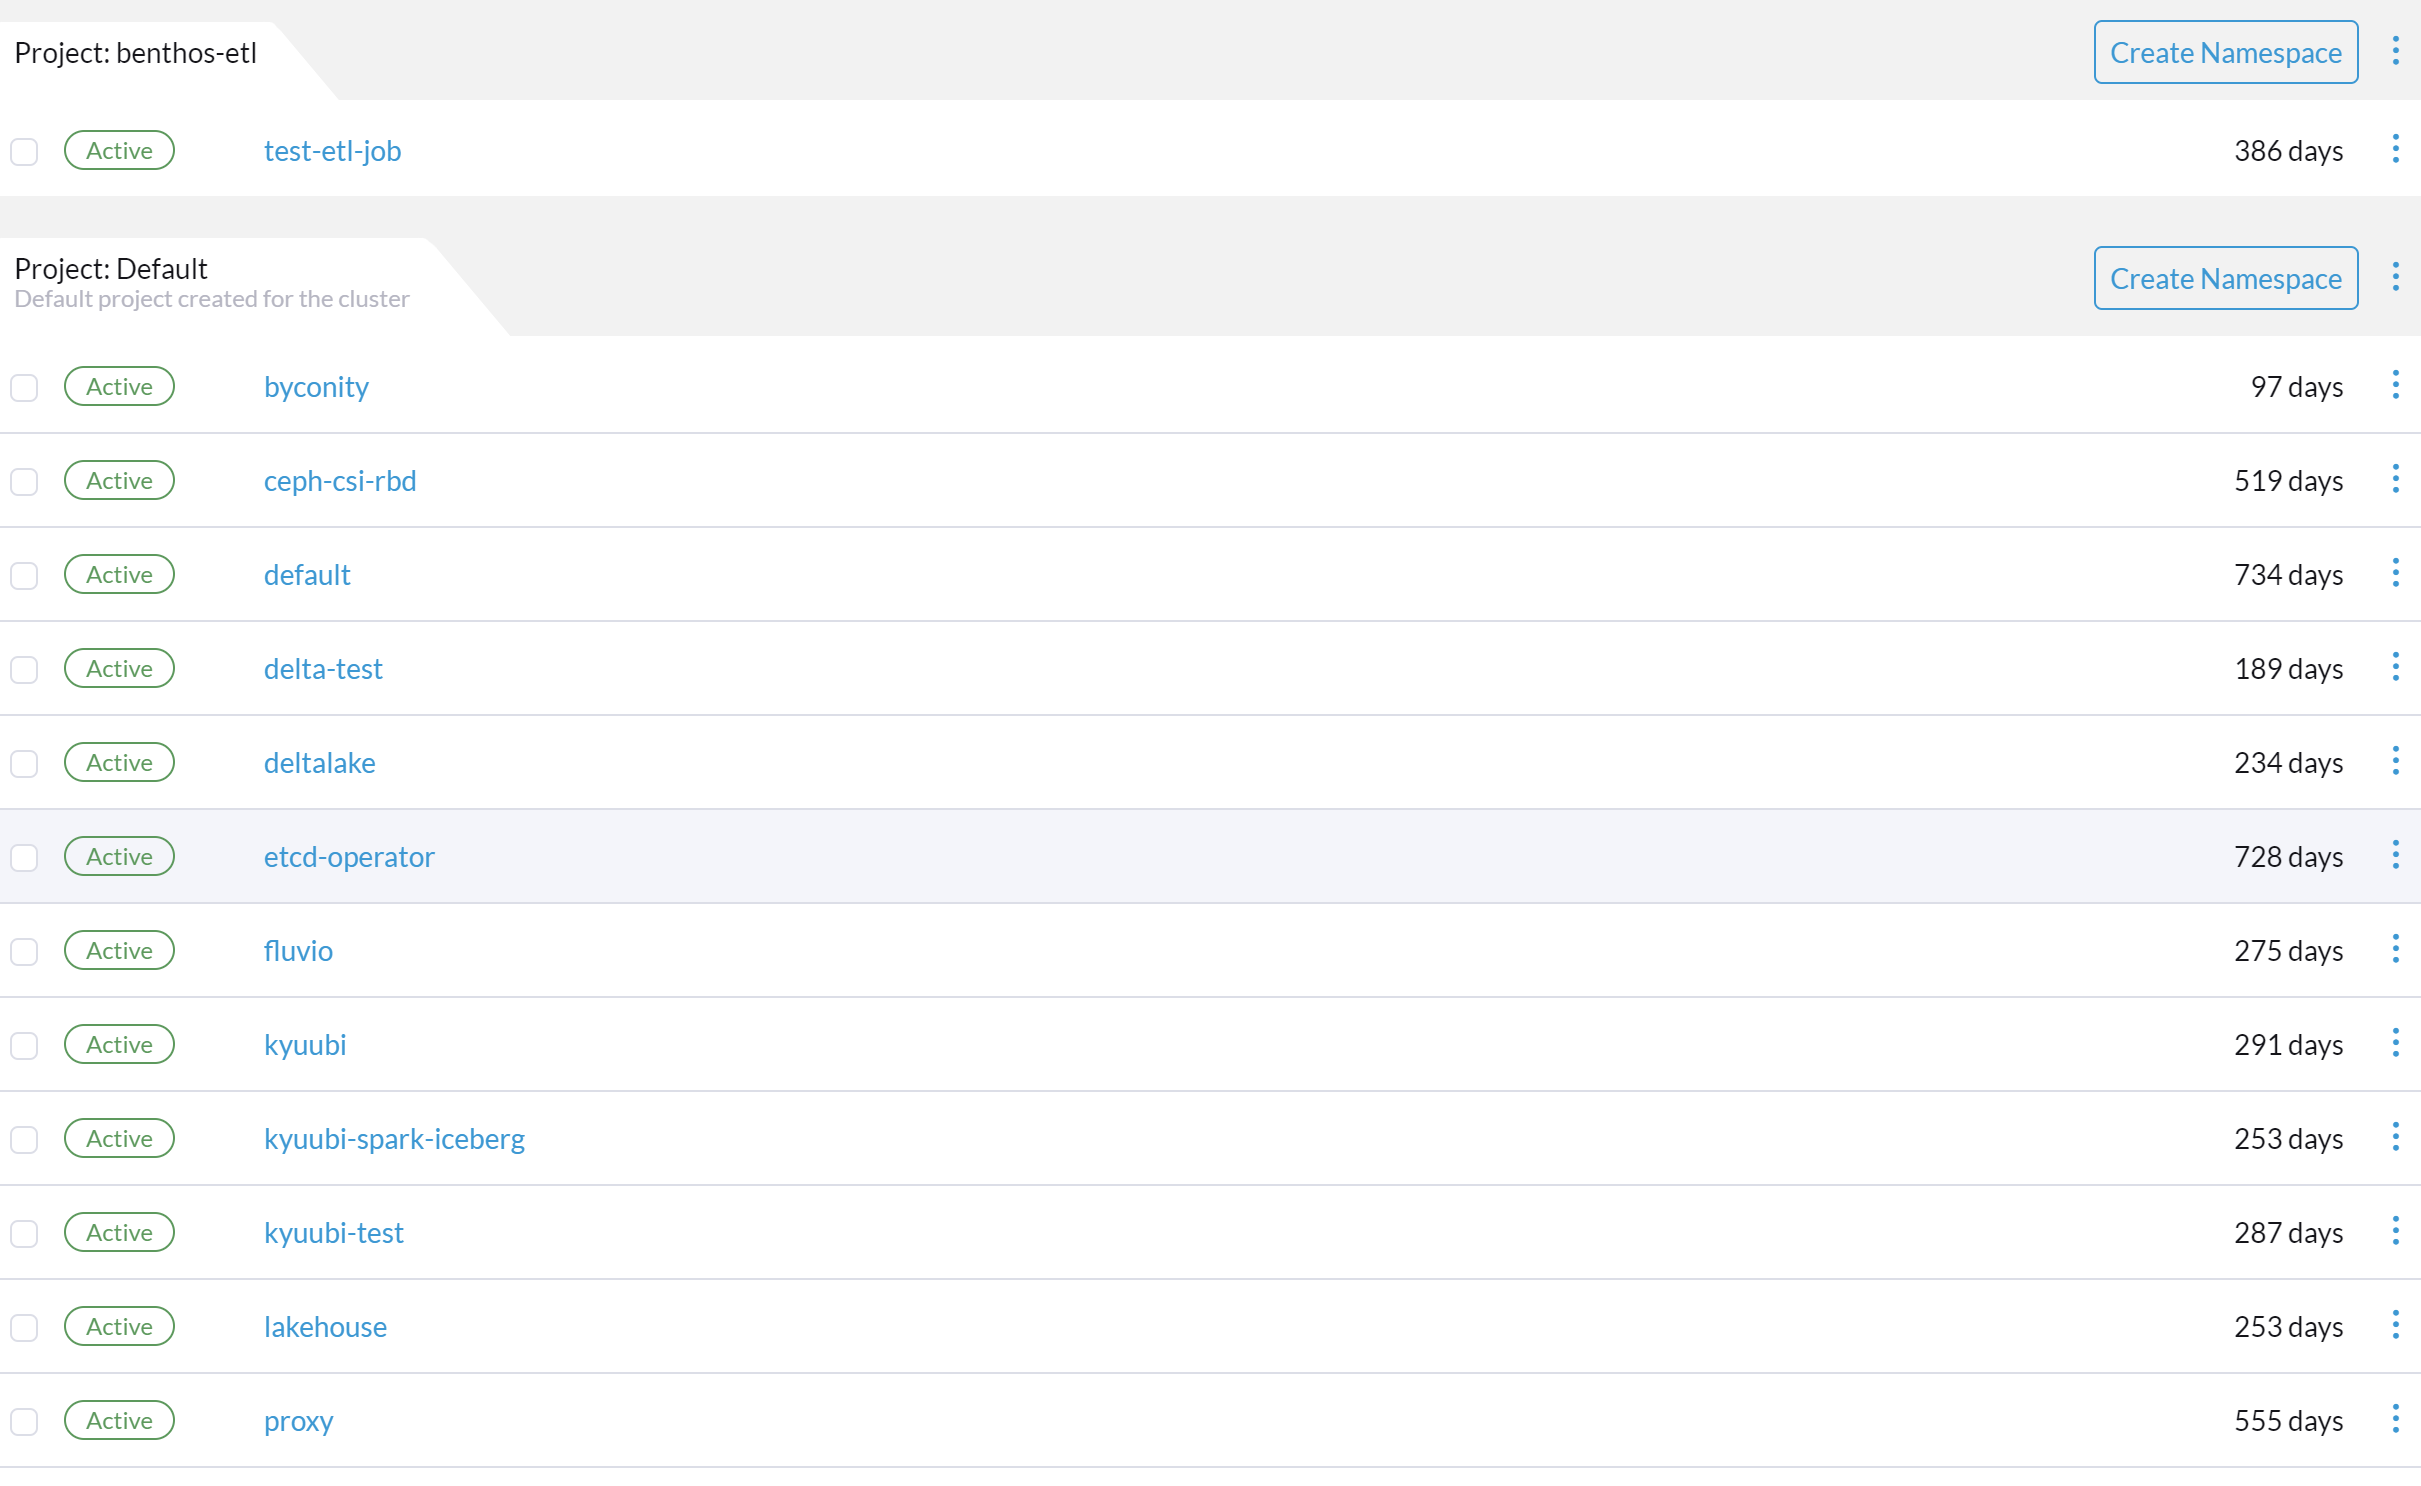 Project: benthos-etl
Create Namespace
Active test-etl-job 386 days
Project: Default
Default project created for the cluster
Create Namespace
Active byconity 97 days
Active ceph-csi-rbd 519 days
Active default 734 days
Active delta-test 189 days
Active deltalake 234 days
Active etcd-operator 728 days
Active fluvio 275 days
Active kyuubi 291 days
Active kyuubi-spark-iceberg 253 days
Active kyuubi-test 287 days
Active lakehouse 253 days
Active proxy 555 days